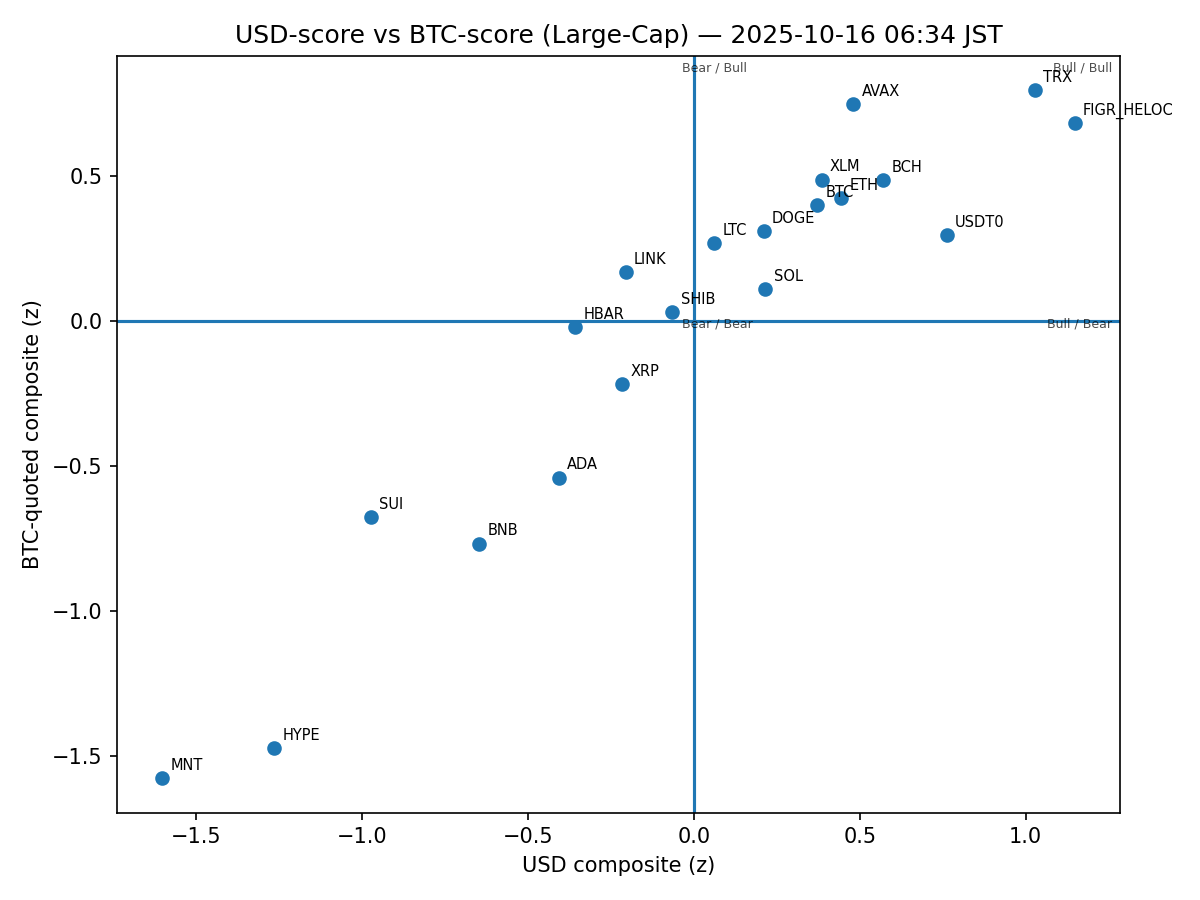 USD-score vs BTC-score (Large-Cap) — 2025-10-16 06:34 JST
Bear / Bull
Bull / Bull
TRX
AVAX
FIGR_HELOC
XLM
BCH
ETH
BTC
DOGE
USDT0
LTC
LINK
SOL
SHIB
HBAR
Bear / Bear
Bull / Bear
XRP
ADA
SUI
BNB
HYPE
MNT
0.5
0.0
−0.5
−1.0
−1.5
BTC-quoted composite (z)
−1.5
−1.0
−0.5
0.0
0.5
1.0
USD composite (z)